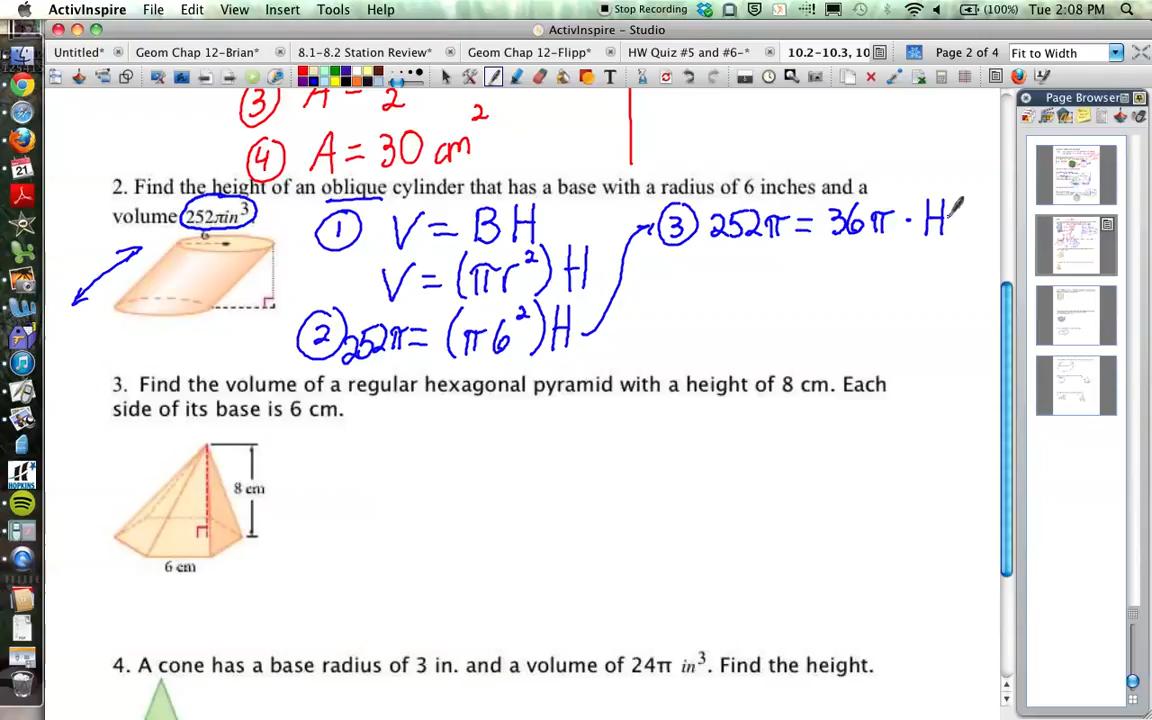 ActivInspire File Edit View Insert Tools Help Stop Recording (100%) Tue 2:08 PM
ActivInspire - Studio
Untitled* Geom Chap 12-Brian* 8.1-8.2 Station Review* Geom Chap 12-Flipp* HW Quiz #5 and #6-* 10.2-10.3, 10 Page 2 of 4 Fit to Width
Page Browser
③ A = 2
④ A = 30 cm²
2. Find the height of an oblique cylinder that has a base with a radius of 6 inches and a
volume 252πin³
6
① V = B H
V = (πr²) H
② 252π = (π6²) H
③ 252π = 36π · H
3. Find the volume of a regular hexagonal pyramid with a height of 8 cm. Each
side of its base is 6 cm.
8 cm
6 cm
4. A cone has a base radius of 3 in. and a volume of 24π in³. Find the height.
21
HOPKINS